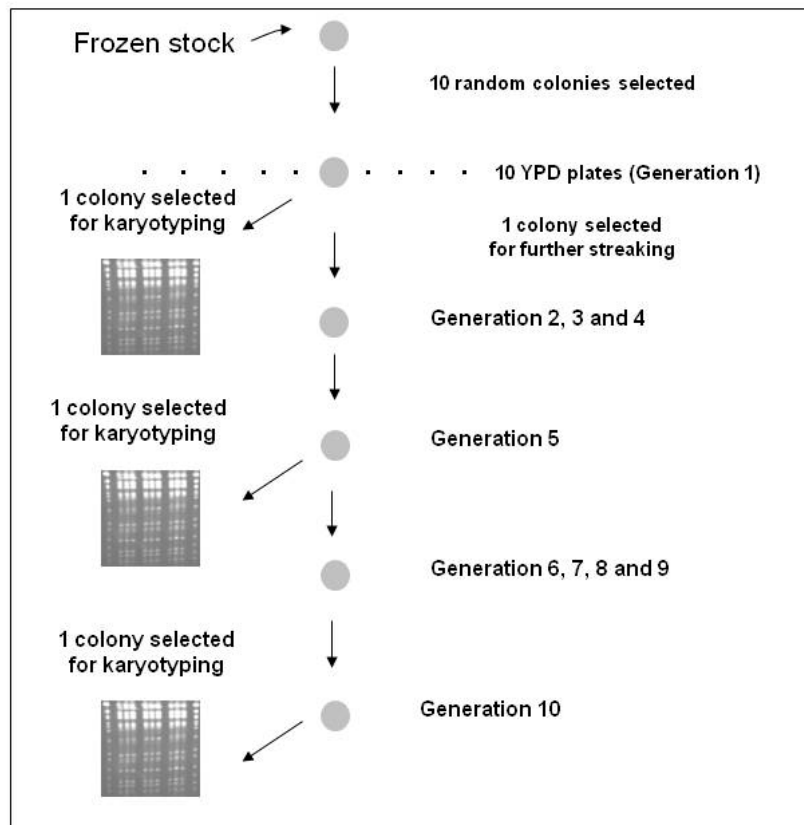 Frozen stock
10 random colonies selected
10 YPD plates (Generation 1)
1 colony selected
for karyotyping
1 colony selected
for further streaking
Generation 2, 3 and 4
1 colony selected
for karyotyping
Generation 5
Generation 6, 7, 8 and 9
1 colony selected
for karyotyping
Generation 10